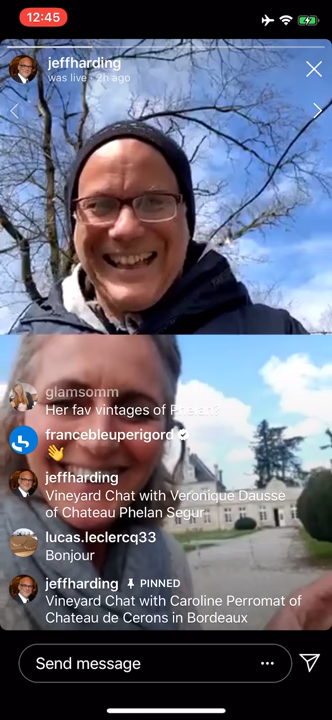 12:45
jeffharding
was live · 2h ago
glamsomm
Her fav vintages of Phelan?
francebleuperigord
jeffharding
Vineyard Chat with Veronique Dausse
of Chateau Phelan Segur
lucas.leclercq33
Bonjour
jeffharding PINNED
Vineyard Chat with Caroline Perromat of
Chateau de Cerons in Bordeaux
Send message